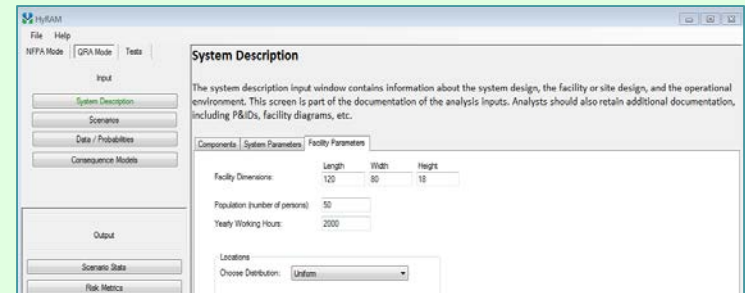 HyRAM
File Help
NFPA Mode QRA Mode Tests
Input
System Description
Scenarios
Data / Probabilities
Consequence Models
Output
Scenario Stats
Risk Metrics
System Description
The system description input window contains information about the system design, the facility or site design, and the operational
environment. This screen is part of the documentation of the analysis inputs. Analysts should also retain additional documentation,
including P&IDs, facility diagrams, etc.
Components System Parameters Facility Parameters
Length Width Height
Facility Dimensions: 120 80 18
Population (number of persons): 50
Yearly Working Hours: 2000
Locations
Choose Distribution: Uniform